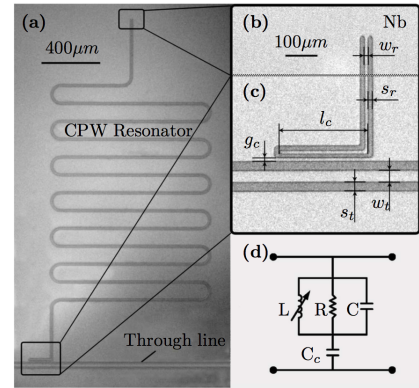 (a)
400μm
CPW Resonator
Through line
(b)
Nb
100μm
w_r
(c)
s_r
l_c
g_c
s_t
w_t
(d)
L
R
C
C_c